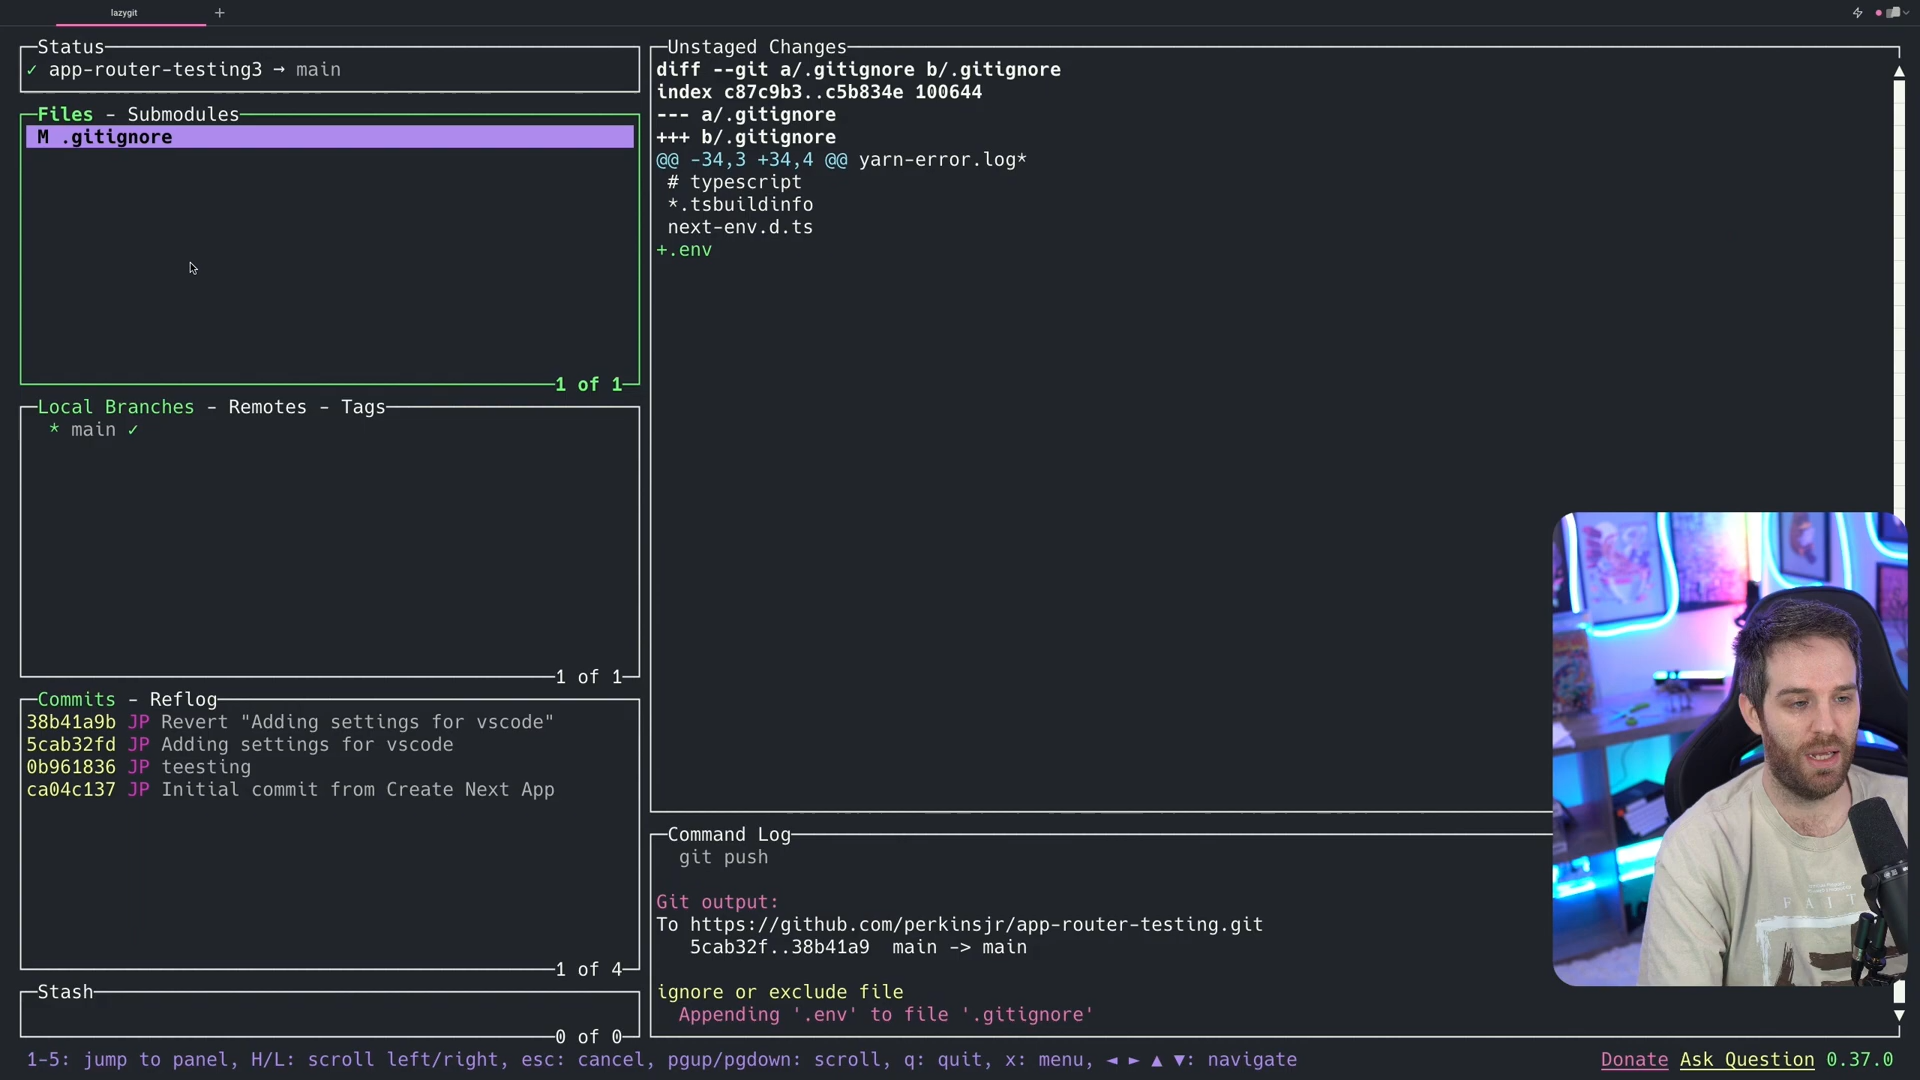 lazygit
Status
✓ app-router-testing3 → main
Files - Submodules
M .gitignore
1 of 1
Local Branches - Remotes - Tags
* main ✓
1 of 1
Commits - Reflog
38b41a9b JP Revert "Adding settings for vscode"
5cab32fd JP Adding settings for vscode
0b961836 JP teesting
ca04c137 JP Initial commit from Create Next App
1 of 4
Stash
0 of 0
Unstaged Changes
diff --git a/.gitignore b/.gitignore
index c87c9b3..c5b834e 100644
--- a/.gitignore
+++ b/.gitignore
@@ -34,3 +34,4 @@ yarn-error.log*
# typescript
*.tsbuildinfo
next-env.d.ts
+.env
Command Log
git push
Git output:
To https://github.com/perkinsjr/app-router-testing.git
5cab32f..38b41a9 main -> main
ignore or exclude file
Appending '.env' to file '.gitignore'
FAIT
1-5: jump to panel, H/L: scroll left/right, esc: cancel, pgup/pgdown: scroll, q: quit, x: menu, ◄ ► ▲ ▼: navigate
Donate Ask Question 0.37.0